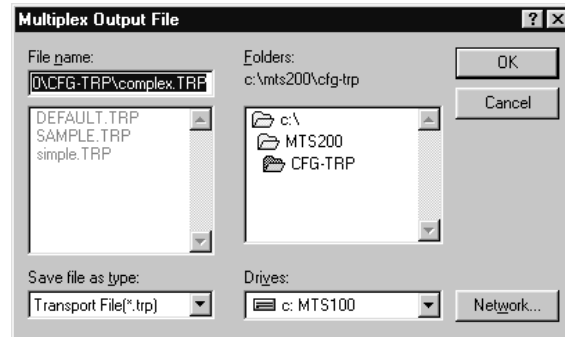 Multiplex Output File
File name:
0\CFG-TRP\complex.TRP
DEFAULT.TRP
SAMPLE.TRP
simple.TRP
Save file as type:
Transport File(*.trp)
Folders:
c:\mts200\cfg-trp
c:\
MTS200
CFG-TRP
Drives:
c: MTS100
OK
Cancel
Network...